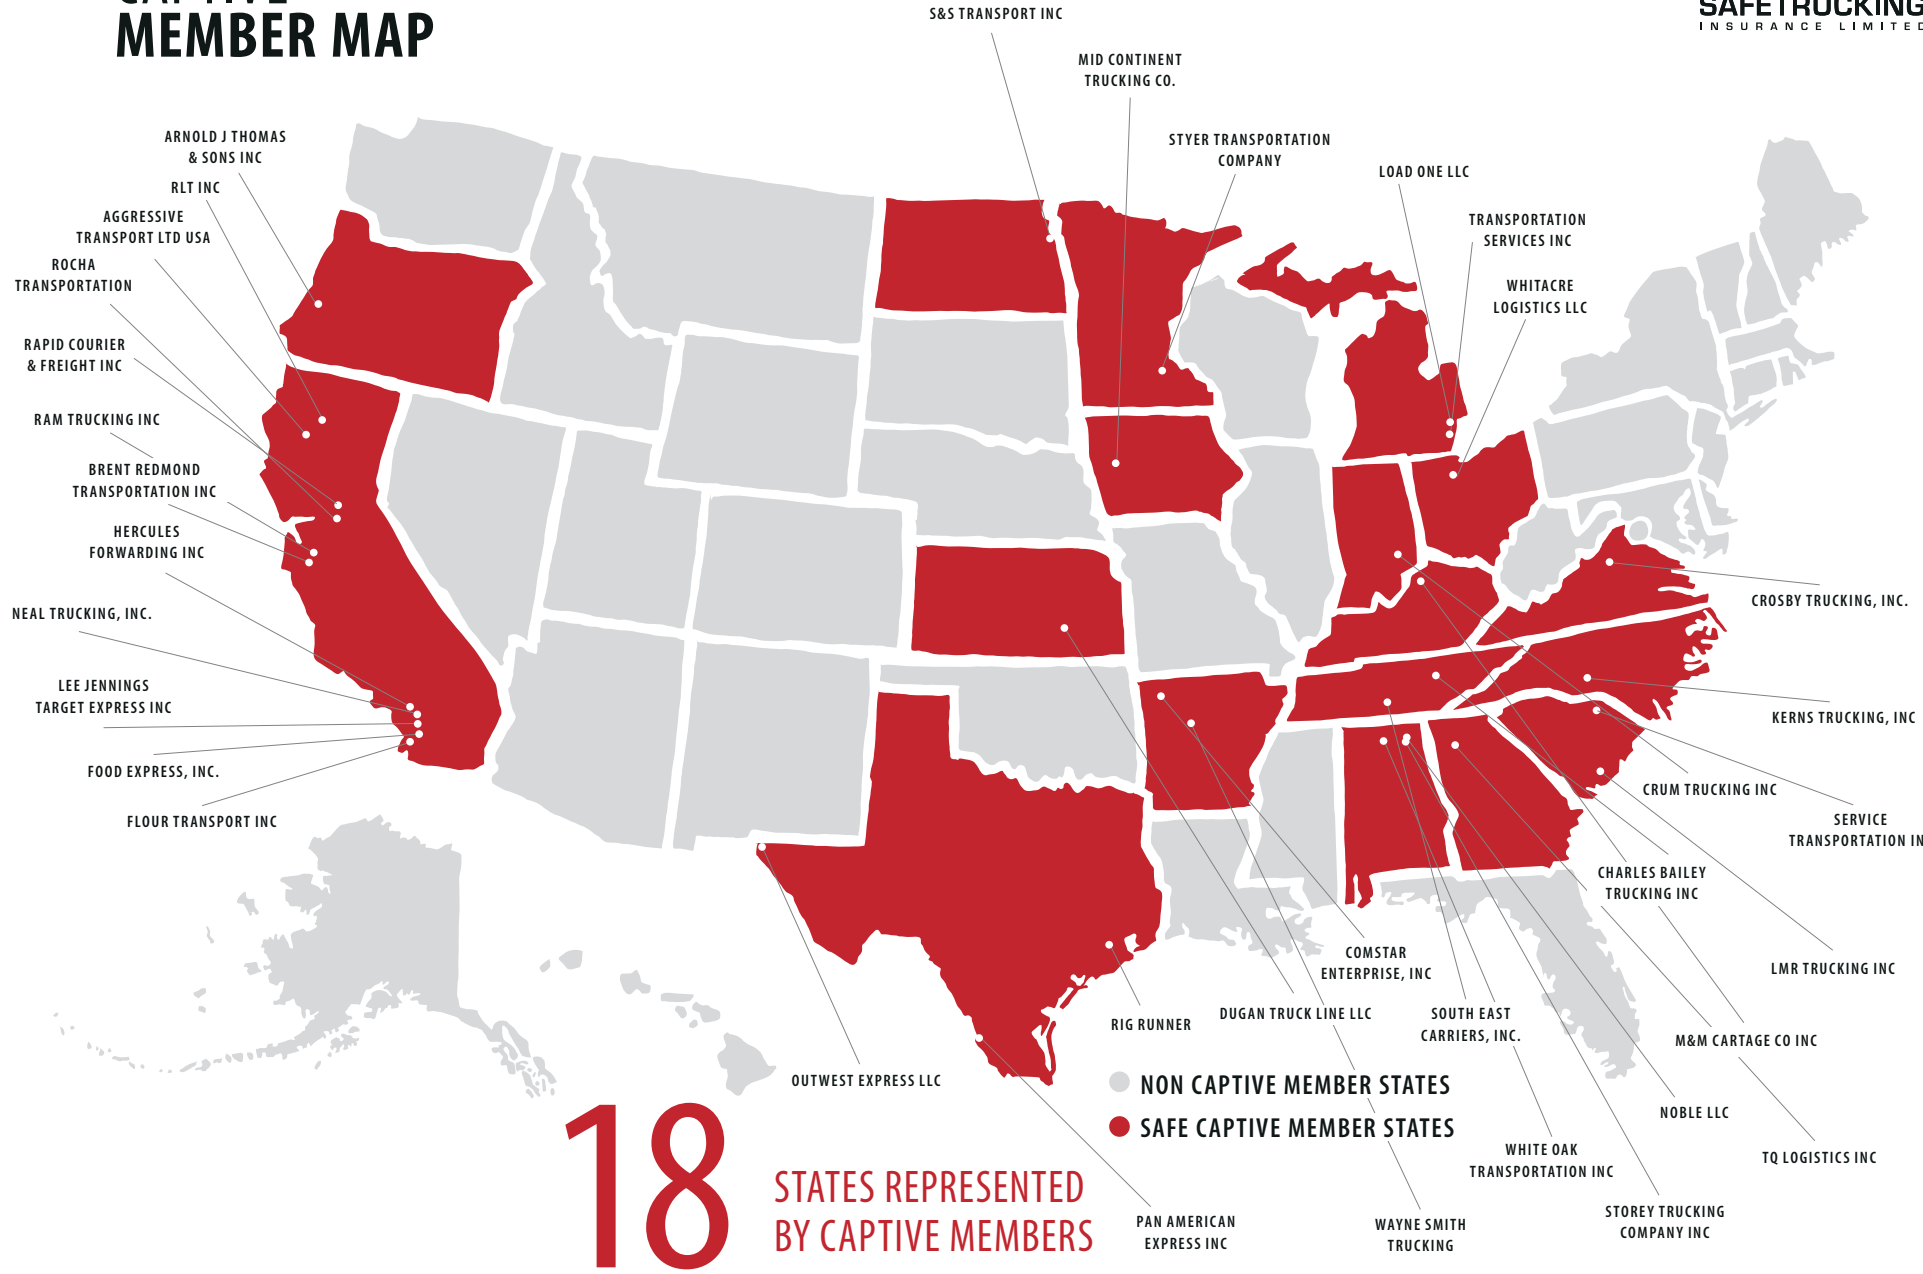 CAPTIVE
MEMBER MAP
SAFETRUCKING
INSURANCE LIMITED
S&S TRANSPORT INC
MID CONTINENT
TRUCKING CO.
STYER TRANSPORTATION
COMPANY
LOAD ONE LLC
TRANSPORTATION
SERVICES INC
WHITACRE
LOGISTICS LLC
ARNOLD J THOMAS
& SONS INC
RLT INC
AGGRESSIVE
TRANSPORT LTD USA
ROCHA
TRANSPORTATION
RAPID COURIER
& FREIGHT INC
RAM TRUCKING INC
BRENT REDMOND
TRANSPORTATION INC
HERCULES
FORWARDING INC
NEAL TRUCKING, INC.
LEE JENNINGS
TARGET EXPRESS INC
FOOD EXPRESS, INC.
FLOUR TRANSPORT INC
CROSBY TRUCKING, INC.
KERNS TRUCKING, INC
CRUM TRUCKING INC
SERVICE
TRANSPORTATION IN
CHARLES BAILEY
TRUCKING INC
LMR TRUCKING INC
COMSTAR
ENTERPRISE, INC
DUGAN TRUCK LINE LLC
SOUTH EAST
CARRIERS, INC.
M&M CARTAGE CO INC
RIG RUNNER
OUTWEST EXPRESS LLC
NON CAPTIVE MEMBER STATES
SAFE CAPTIVE MEMBER STATES
NOBLE LLC
WHITE OAK
TRANSPORTATION INC
TQ LOGISTICS INC
18
STATES REPRESENTED
BY CAPTIVE MEMBERS
PAN AMERICAN
EXPRESS INC
WAYNE SMITH
TRUCKING
STOREY TRUCKING
COMPANY INC